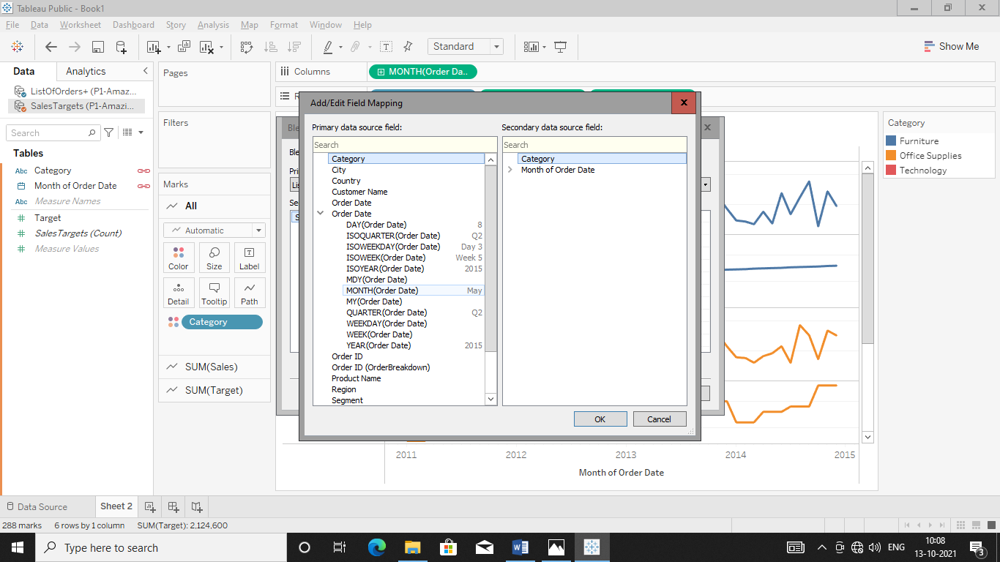 Tableau Public - Book1
File Data Worksheet Dashboard Story Analysis Map Format Window Help
Standard
Show Me
Data Analytics
ListOfOrders+ (P1-Amaz...
SalesTargets (P1-Amazi...
Search
Tables
Abc Category
Month of Order Date
Abc Measure Names
Target
SalesTargets (Count)
Measure Values
Pages
Filters
Marks
All
Automatic
Color Size Label
Detail Tooltip Path
Category
SUM(Sales)
SUM(Target)
Columns
MONTH(Order Da..
Add/Edit Field Mapping
Primary data source field:
Search
Category
City
Country
Customer Name
Order Date
Order Date
DAY(Order Date) 8
ISOQUARTER(Order Date) Q2
ISOWEEKDAY(Order Date) Day 3
ISOWEEK(Order Date) Week 5
ISOYEAR(Order Date) 2015
MDY(Order Date)
MONTH(Order Date) May
MY(Order Date)
QUARTER(Order Date) Q2
WEEKDAY(Order Date)
WEEK(Order Date)
YEAR(Order Date) 2015
Order ID
Order ID (OrderBreakdown)
Product Name
Region
Segment
Secondary data source field:
Search
Category
Month of Order Date
OK Cancel
Category
Furniture
Office Supplies
Technology
2011 2012 2013 2014 2015
Month of Order Date
Data Source Sheet 2
288 marks 6 rows by 1 column SUM(Target): 2,124,600
Type here to search
ENG
10:08
13-10-2021
3